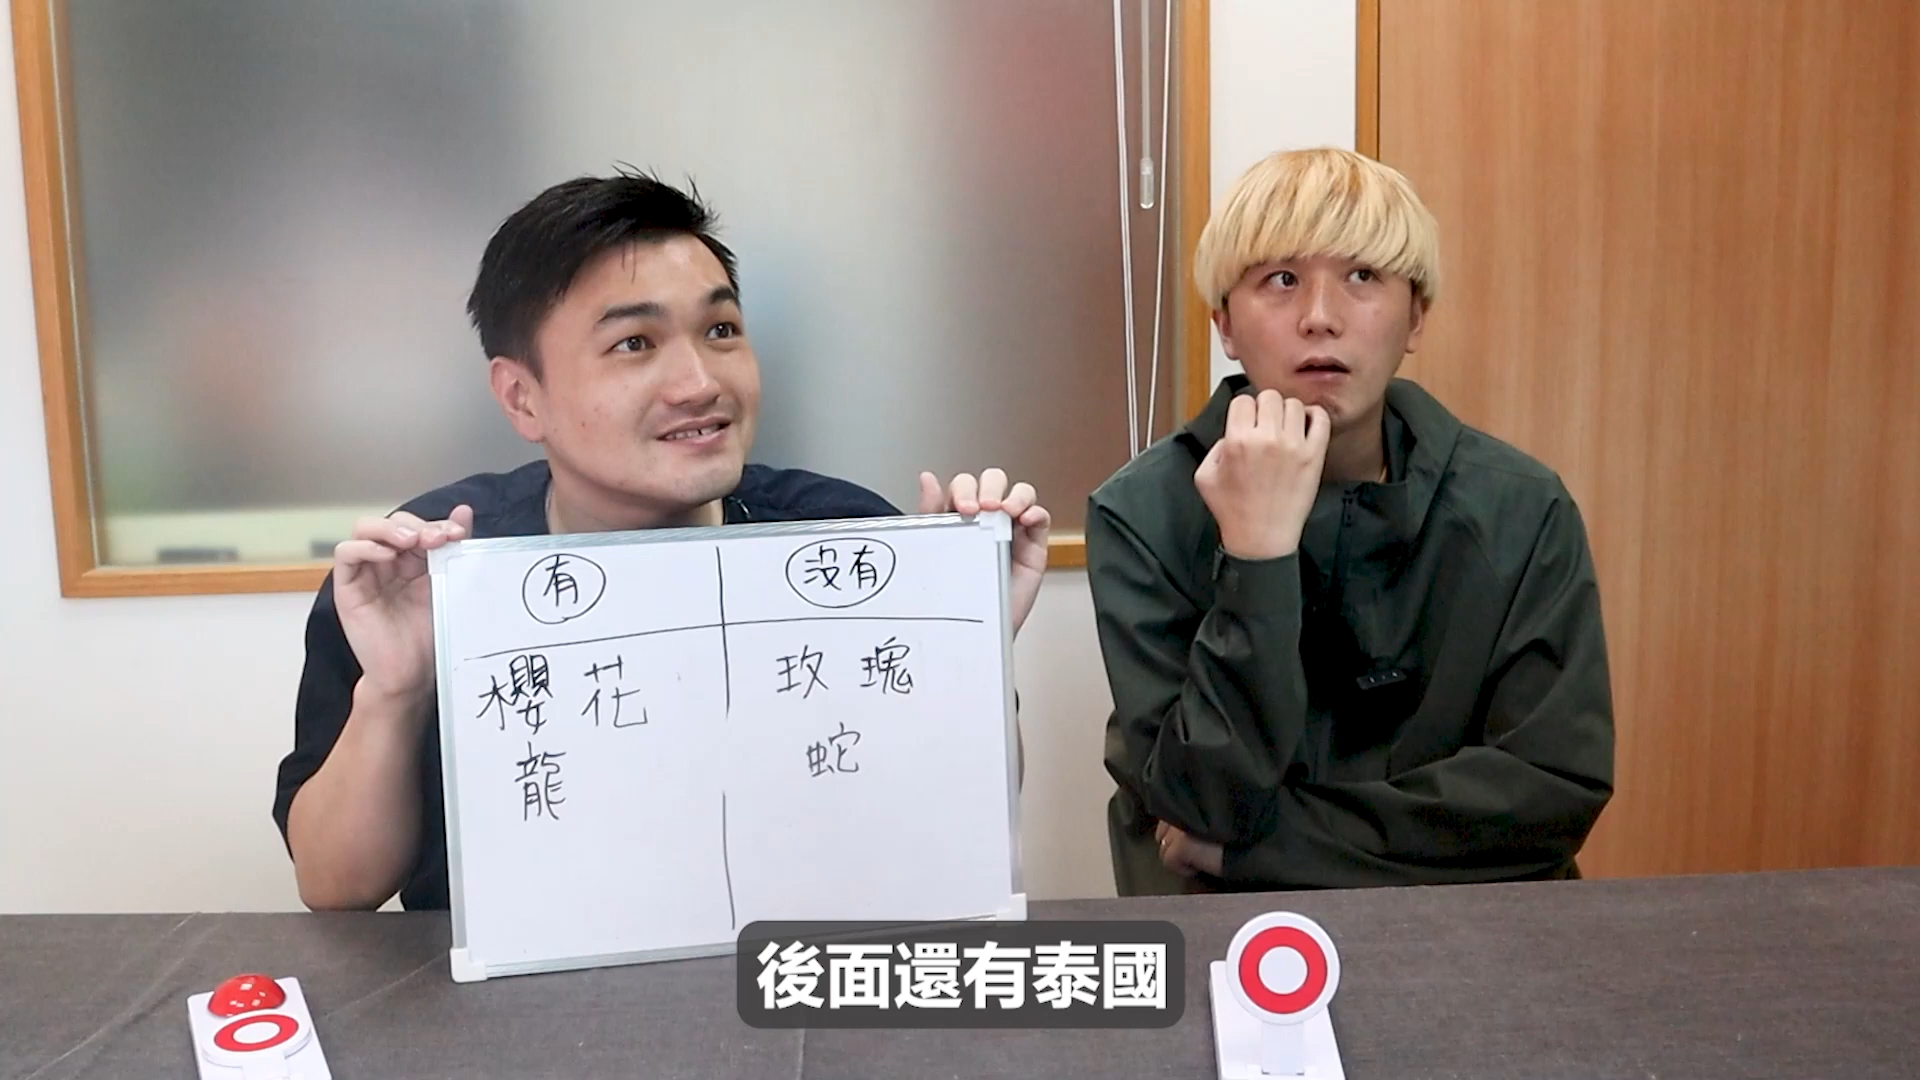 有 沒有
櫻花 玫瑰
龍 蛇
後面還有泰國